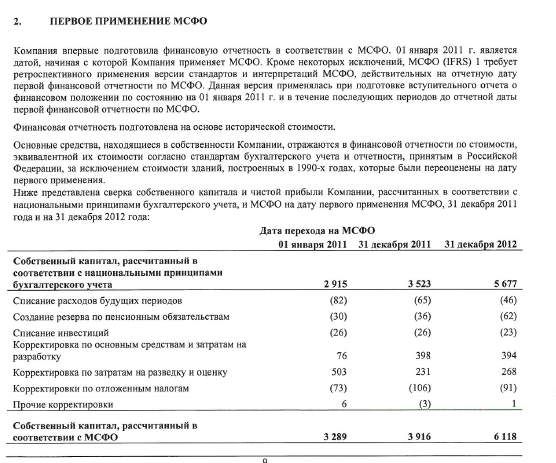 2. ПЕРВОЕ ПРИМЕНЕНИЕ МСФО
Компания впервые подготовила финансовую отчетность в соответствии с МСФО. 01 января 2011 г. является
датой, начиная с которой Компания применяет МСФО. Кроме некоторых исключений, МСФО (IFRS) 1 требует
ретроспективного применения версии стандартов и интерпретаций МСФО, действительных на отчетную дату
первой финансовой отчетности по МСФО. Данная версия применялась при подготовке вступительного отчета о
финансовом положении по состоянию на 01 января 2011 г. и в течение последующих периодов до отчетной даты
первой финансовой отчетности по МСФО.
Финансовая отчетность подготовлена на основе исторической стоимости.
Основные средства, находящиеся в собственности Компании, отражаются в финансовой отчетности по стоимости,
эквивалентной их стоимости согласно стандартам бухгалтерского учета и отчетности, принятым в Российской
Федерации, за исключением стоимости зданий, построенных в 1990-х годах, которые были переоценены на дату
первого применения.
Ниже представлена сверка собственного капитала и чистой прибыли Компании, рассчитанных в соответствии с
национальными принципами бухгалтерского учета, и МСФО на дату первого применения МСФО, 31 декабря 2011
года и на 31 декабря 2012 года:
Дата перехода на МСФО
01 января 2011 31 декабря 2011 31 декабря 2012
Собственный капитал, рассчитанный в
соответствии с национальными принципами
бухгалтерского учета 2 915 3 523 5 677
Списание расходов будущих периодов (82) (65) (46)
Создание резерва по пенсионным обязательствам (30) (36) (62)
Списание инвестиций (26) (26) (23)
Корректировка по основным средствам и затратам на
разработку 76 398 394
Корректировка по затратам на разведку и оценку 503 231 268
Корректировки по отложенным налогам (73) (106) (91)
Прочие корректировки 6 (3) 1
Собственный капитал, рассчитанный в
соответствии с МСФО 3 289 3 916 6 118
9